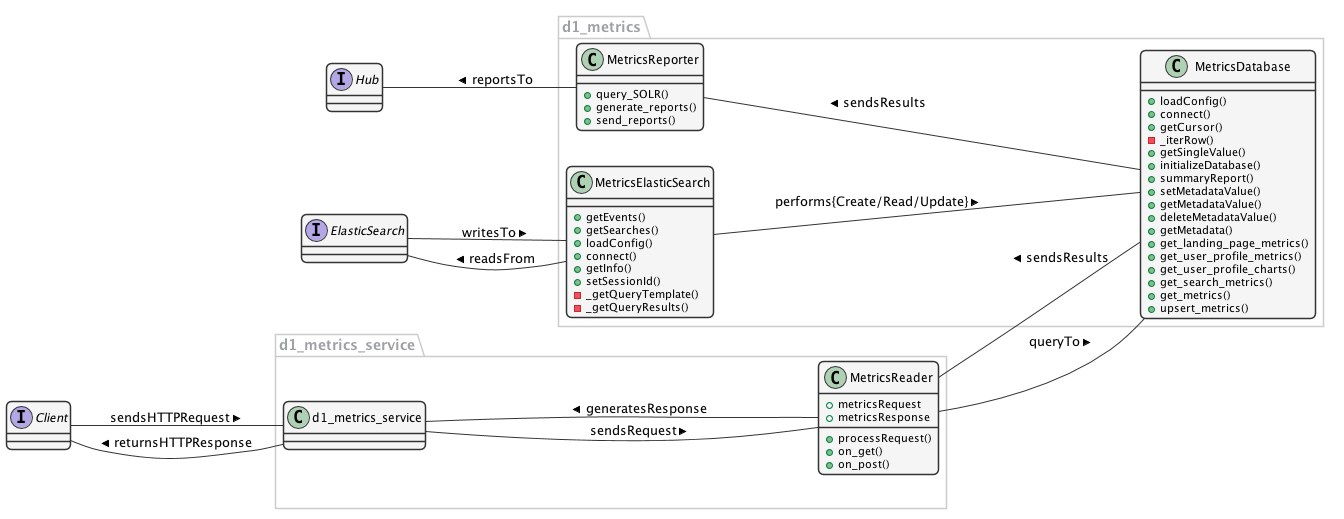 d1_metrics
C MetricsReporter
query_SOLR()
generate_reports()
send_reports()
I Hub
◄ reportsTo
◄ sendsResults
C MetricsDatabase
loadConfig()
connect()
getCursor()
_iterRow()
getSingleValue()
initializeDatabase()
summaryReport()
setMetadataValue()
getMetadataValue()
deleteMetadataValue()
getMetadata()
get_landing_page_metrics()
get_user_profile_metrics()
get_user_profile_charts()
get_search_metrics()
get_metrics()
upsert_metrics()
C MetricsElasticSearch
getEvents()
getSearches()
loadConfig()
connect()
getInfo()
setSessionId()
_getQueryTemplate()
_getQueryResults()
performs{Create/Read/Update}►
I ElasticSearch
writesTo ►
◄ readsFrom
◄ sendsResults
queryTo ►
d1_metrics_service
C MetricsReader
metricsRequest
metricsResponse
processRequest()
on_get()
on_post()
I Client
sendsHTTPRequest ►
◄ returnsHTTPResponse
C d1_metrics_service
◄ generatesResponse
sendsRequest ►